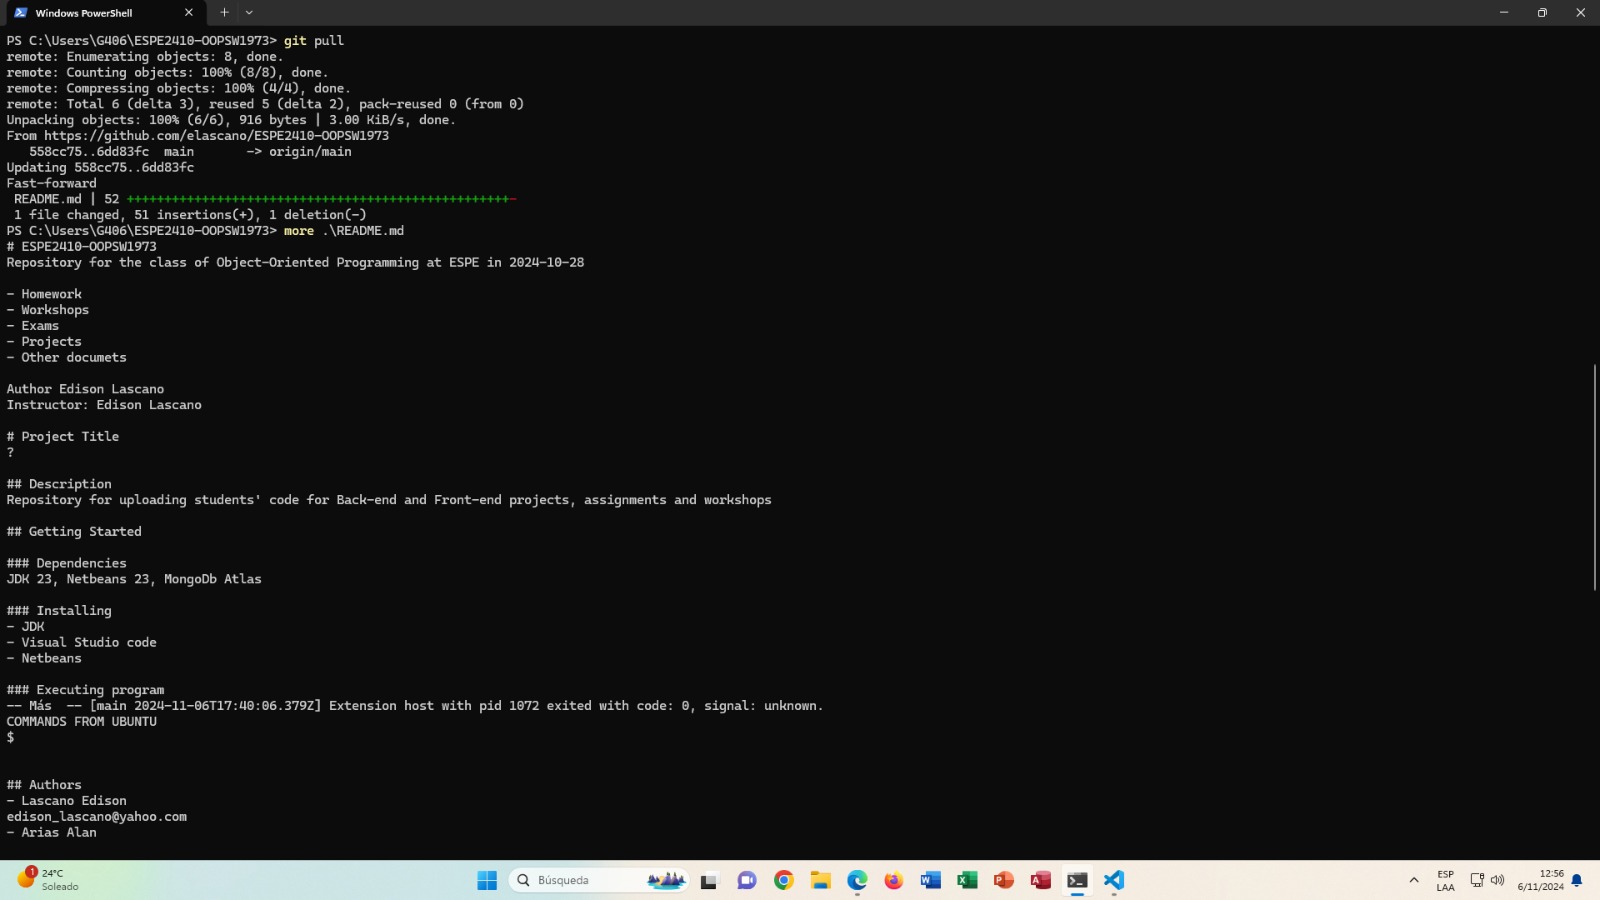 Windows PowerShell
PS C:\Users\G406\ESPE2410-OOPSW1973> git pull
remote: Enumerating objects: 8, done.
remote: Counting objects: 100% (8/8), done.
remote: Compressing objects: 100% (4/4), done.
remote: Total 6 (delta 3), reused 5 (delta 2), pack-reused 0 (from 0)
Unpacking objects: 100% (6/6), 916 bytes | 3.00 KiB/s, done.
From https://github.com/elascano/ESPE2410-OOPSW1973
   558cc75..6dd83fc  main       -> origin/main
Updating 558cc75..6dd83fc
Fast-forward
 README.md | 52 +++++++++++++++++++++++++++++++++++++++++++++++++++-
 1 file changed, 51 insertions(+), 1 deletion(-)
PS C:\Users\G406\ESPE2410-OOPSW1973> more .\README.md
# ESPE2410-OOPSW1973
Repository for the class of Object-Oriented Programming at ESPE in 2024-10-28
- Homework
- Workshops
- Exams
- Projects
- Other documets
Author Edison Lascano
Instructor: Edison Lascano
# Project Title
?
## Description
Repository for uploading students' code for Back-end and Front-end projects, assignments and workshops
## Getting Started
### Dependencies
JDK 23, Netbeans 23, MongoDb Atlas
### Installing
- JDK
- Visual Studio code
- Netbeans
### Executing program
-- Más  -- [main 2024-11-06T17:40:06.379Z] Extension host with pid 1072 exited with code: 0, signal: unknown.
COMMANDS FROM UBUNTU
$
## Authors
- Lascano Edison
edison_lascano@yahoo.com
- Arias Alan
1
24°C
Soleado
Búsqueda
ESP
LAA
12:56
6/11/2024